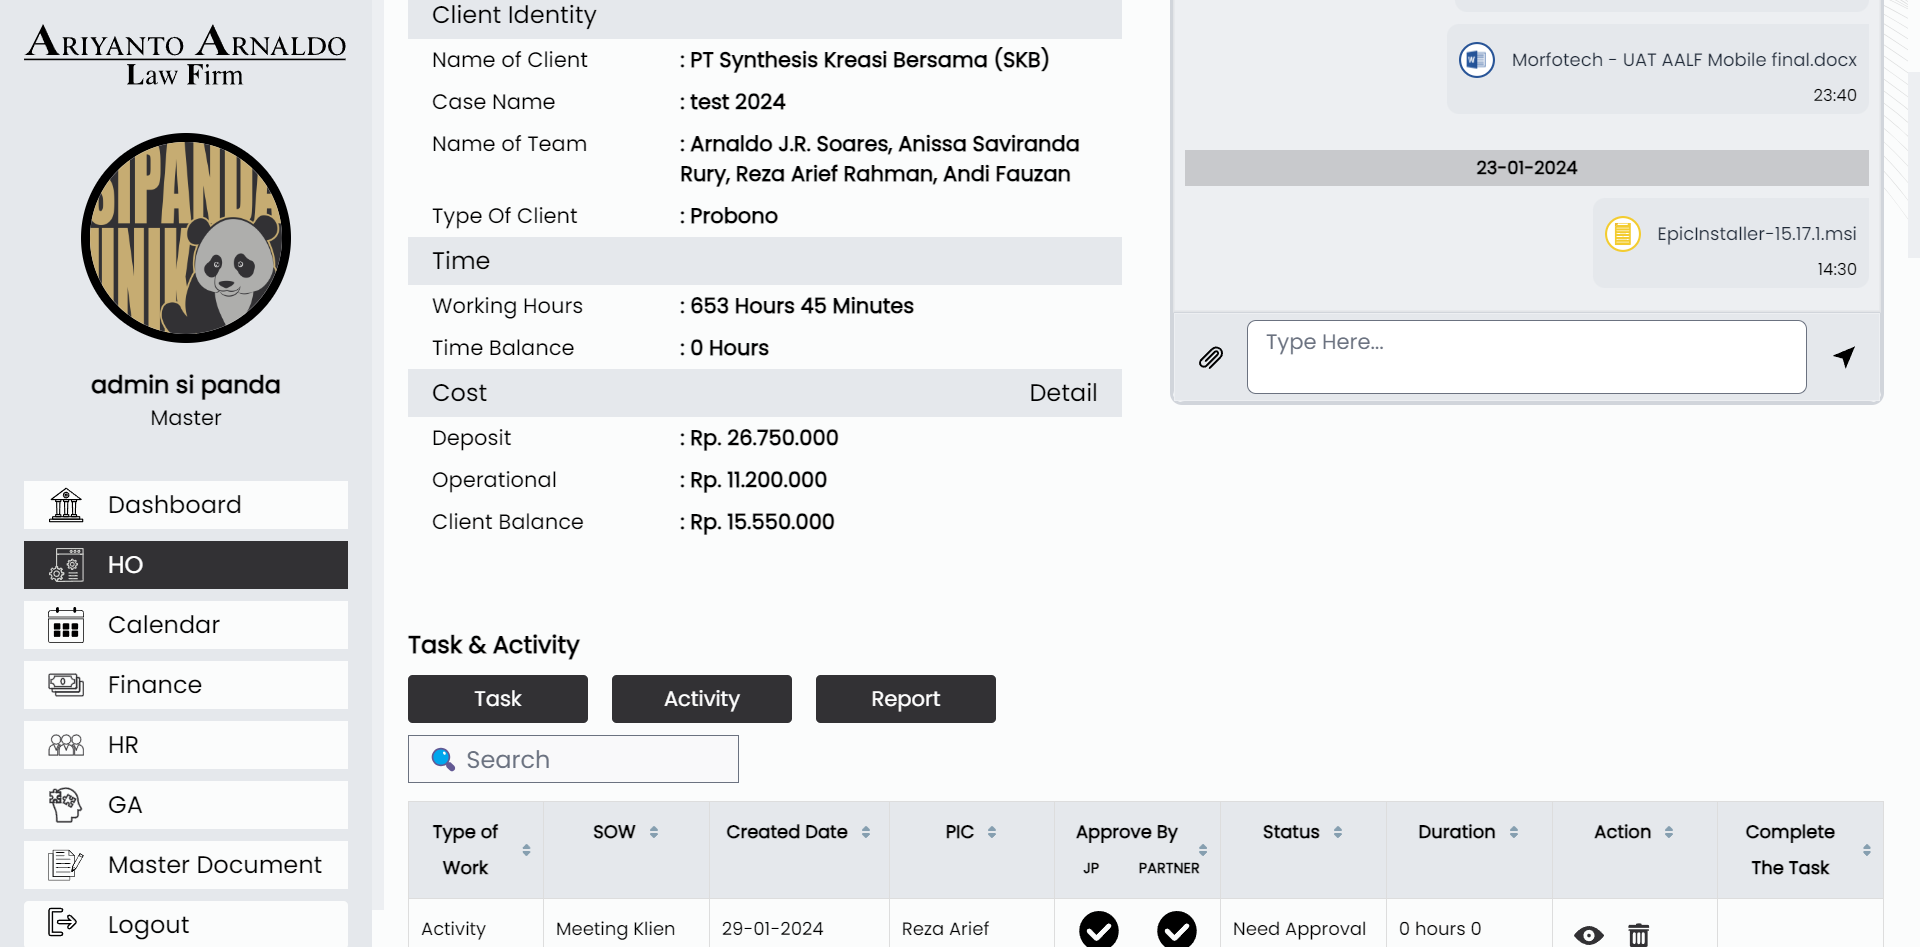 ARIYANTO ARNALDO
Law Firm
SIPANDA
UNIK
admin si panda
Master
Dashboard
HO
Calendar
Finance
HR
GA
Master Document
Logout
Client Identity
Name of Client : PT Synthesis Kreasi Bersama (SKB)
Case Name : test 2024
Name of Team : Arnaldo J.R. Soares, Anissa Saviranda
Rury, Reza Arief Rahman, Andi Fauzan
Type Of Client : Probono
Time
Working Hours : 653 Hours 45 Minutes
Time Balance : 0 Hours
Cost Detail
Deposit : Rp. 26.750.000
Operational : Rp. 11.200.000
Client Balance : Rp. 15.550.000
Morfotech - UAT AALF Mobile final.docx
23:40
23-01-2024
EpicInstaller-15.17.1.msi
14:30
Type Here...
Task & Activity
Task Activity Report
Search
Type of Work SOW Created Date PIC Approve By JP PARTNER Status Duration Action Complete The Task
Activity Meeting Klien 29-01-2024 Reza Arief Need Approval 0 hours 0